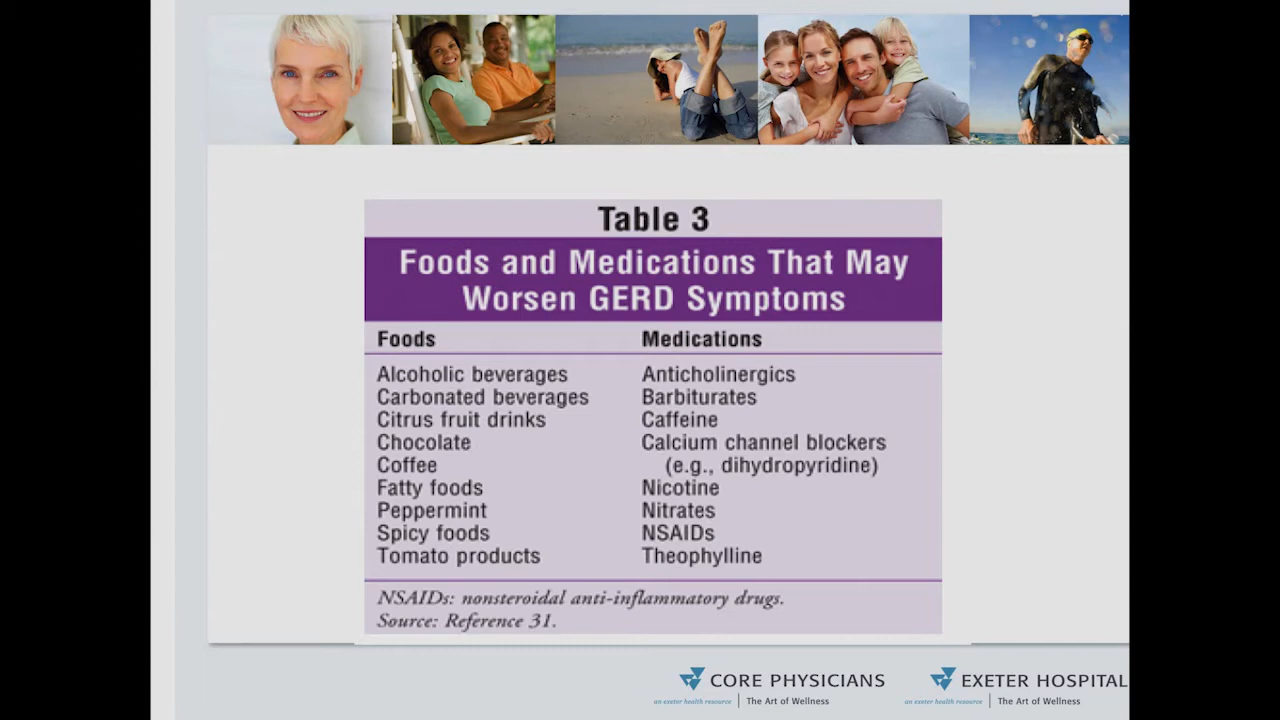 Table 3
Foods and Medications That May
Worsen GERD Symptoms
Foods Medications
Alcoholic beverages Anticholinergics
Carbonated beverages Barbiturates
Citrus fruit drinks Caffeine
Chocolate Calcium channel blockers
Coffee (e.g., dihydropyridine)
Fatty foods Nicotine
Peppermint Nitrates
Spicy foods NSAIDs
Tomato products Theophylline
NSAIDs: nonsteroidal anti-inflammatory drugs.
Source: Reference 31.
CORE PHYSICIANS EXETER HOSPITAL
an exeter health resource | The Art of Wellness an exeter health resource | The Art of Wellness